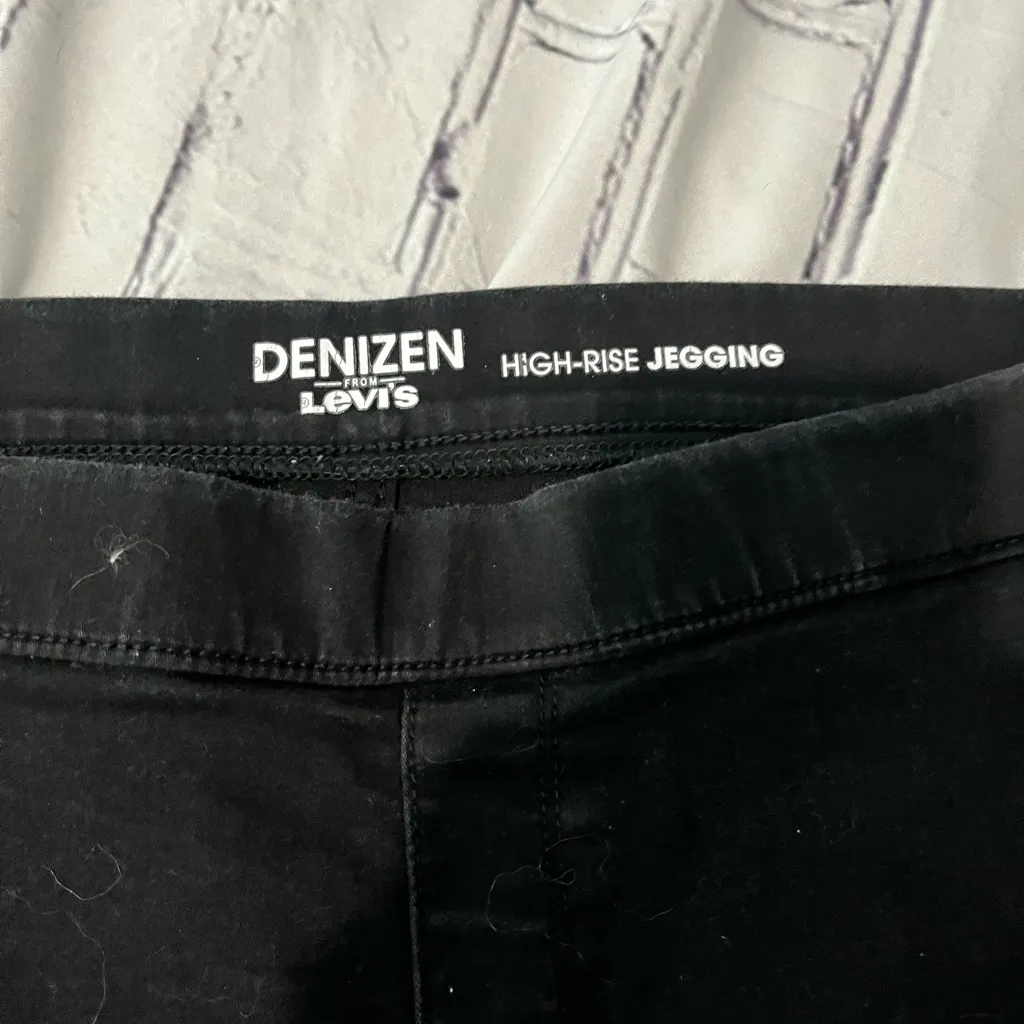 DENIZEN
FROM
Levi's
HiGH-RISE JEGGING